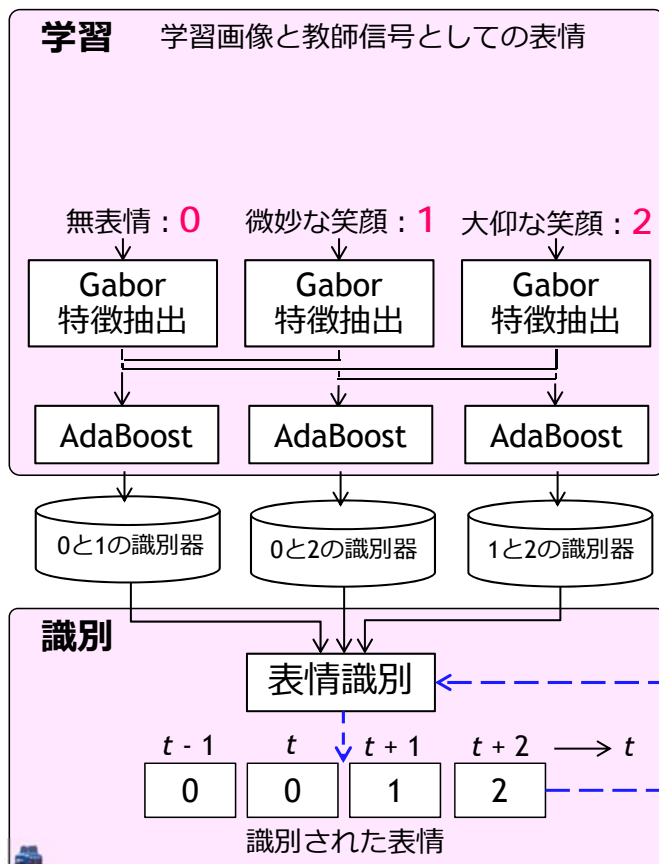 学習 学習画像と教師信号としての表情
無表情：0 微妙な笑顔：1 大仰な笑顔：2
Gabor Gabor Gabor
特徴抽出 特徴抽出 特徴抽出
AdaBoost AdaBoost AdaBoost
0と1の識別器 0と2の識別器 1と2の識別器
識別
表情識別
t - 1 t t + 1 t + 2 t
0 0 1 2
識別された表情